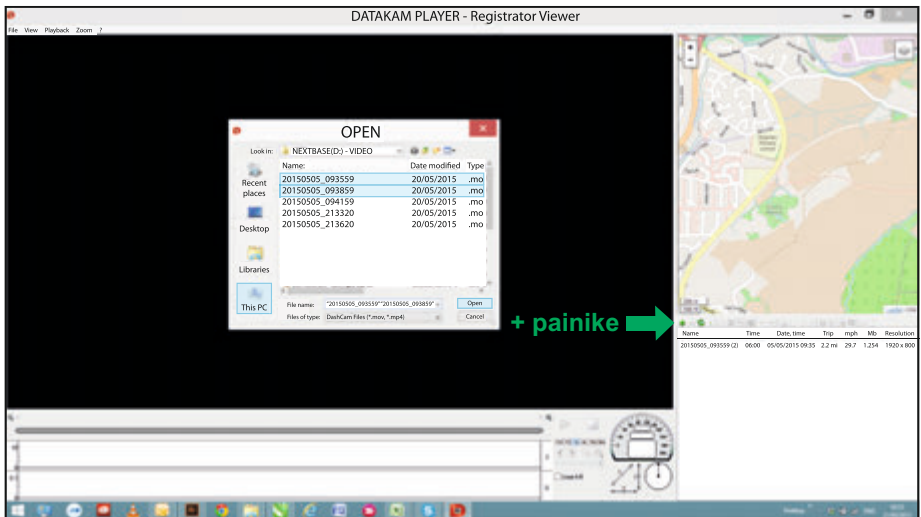 DATAKAM PLAYER - Registrator Viewer
File View Playback Zoom ?
OPEN
Look in: NEXTBASE(D:) - VIDEO
Name: Date modified Type
20150505_093559 20/05/2015 .mo
20150505_093859 20/05/2015 .mo
20150505_094159 20/05/2015 .mo
20150505_213320 20/05/2015 .mo
20150505_213620 20/05/2015 .mo
Recent places
Desktop
Libraries
This PC
File name: "20150505_093559""20150505_093859"
Open
Files of type: DashCam Files (*.mov, *.mp4)
Cancel
+ painike
Name Time Date, time Trip mph Mb Resolution
20150505_093559 (2) 06:00 05/05/2015 09:35 2.2 mi 29.7 1.254 1920 x 800